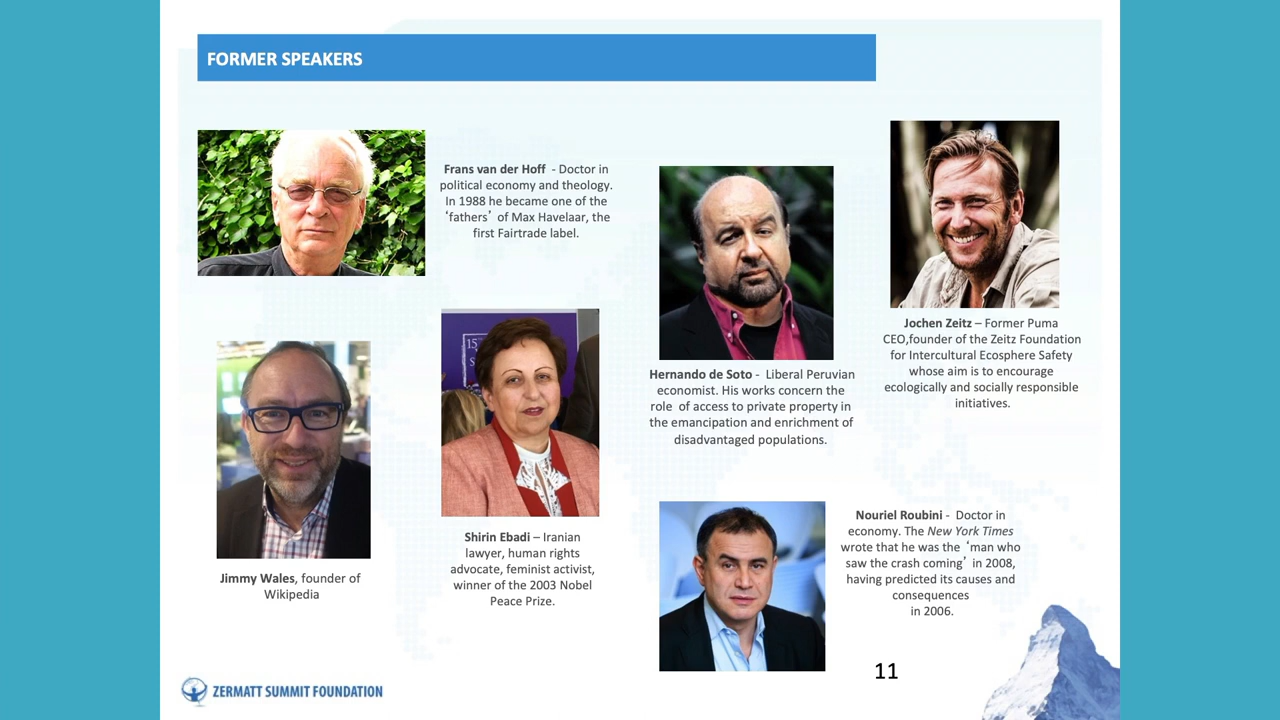 FORMER SPEAKERS
Frans van der Hoff - Doctor in
political economy and theology.
In 1988 he became one of the
‘fathers’ of Max Havelaar, the
first Fairtrade label.
Hernando de Soto - Liberal Peruvian
economist. His works concern the
role of access to private property in
the emancipation and enrichment of
disadvantaged populations.
Jochen Zeitz – Former Puma
CEO,founder of the Zeitz Foundation
for Intercultural Ecosphere Safety
whose aim is to encourage
ecologically and socially responsible
initiatives.
Jimmy Wales, founder of
Wikipedia
15
S
Shirin Ebadi – Iranian
lawyer, human rights
advocate, feminist activist,
winner of the 2003 Nobel
Peace Prize.
Nouriel Roubini - Doctor in
economy. The New York Times
wrote that he was the ‘man who
saw the crash coming’ in 2008,
having predicted its causes and
consequences
in 2006.
11
ZERMATT SUMMIT FOUNDATION